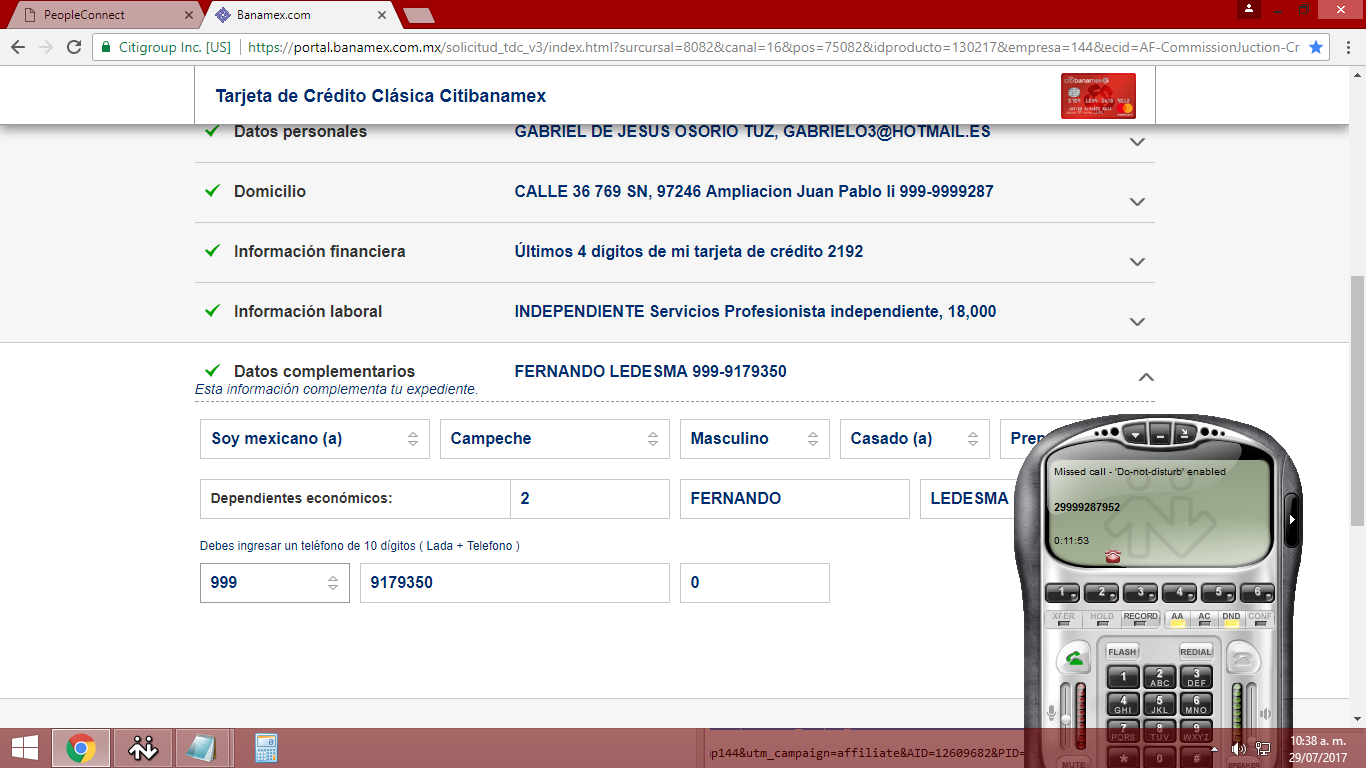 PeopleConnect
Banamex.com
Citigroup Inc. [US]
https://portal.banamex.com.mx/solicitud_tdc_v3/index.html?sursursal=8082&canal=16&pos=75082&idproducto=130217&empresa=144&ecid=AF-CommissionJuction-Cr
Tarjeta de Crédito Clásica Citibanamex
citibanamex
Datos personales GABRIEL DE JESUS OSORIO TUZ, GABRIELO3@HOTMAIL.ES
Domicilio CALLE 36 769 SN, 97246 Ampliacion Juan Pablo Ii 999-9999287
Información financiera Últimos 4 dígitos de mi tarjeta de crédito 2192
Información laboral INDEPENDIENTE Servicios Profesionista independiente, 18,000
Datos complementarios FERNANDO LEDESMA 999-9179350
Esta información complementa tu expediente.
Soy mexicano (a) Campeche Masculino Casado (a)
Dependientes económicos: 2 FERNANDO LEDESMA
Debes ingresar un teléfono de 10 dígitos ( Lada + Telefono )
999 9179350 0
Missed call - 'Do-not-disturb' enabled
29999287952
0:11:53
1 2 3 4 5 6
XFER HOLD RECORD AA AC DND CONF
FLASH REDIAL
1 2 ABC 3 DEF
4 GHI 5 JKL 6 MNO
7 PQRS 8 TUV 9 WXYZ
* 0 #
MUTE SPEAKER
p144&utm_campaign=affiliate&AID=12609682&PID=
10:38 a. m.
29/07/2017